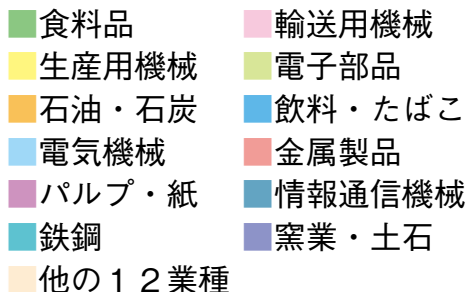 食料品
輸送用機械
生産用機械
電子部品
石油・石炭
飲料・たばこ
電気機械
金属製品
パルプ・紙
情報通信機械
鉄鋼
窯業・土石
他の１２業種